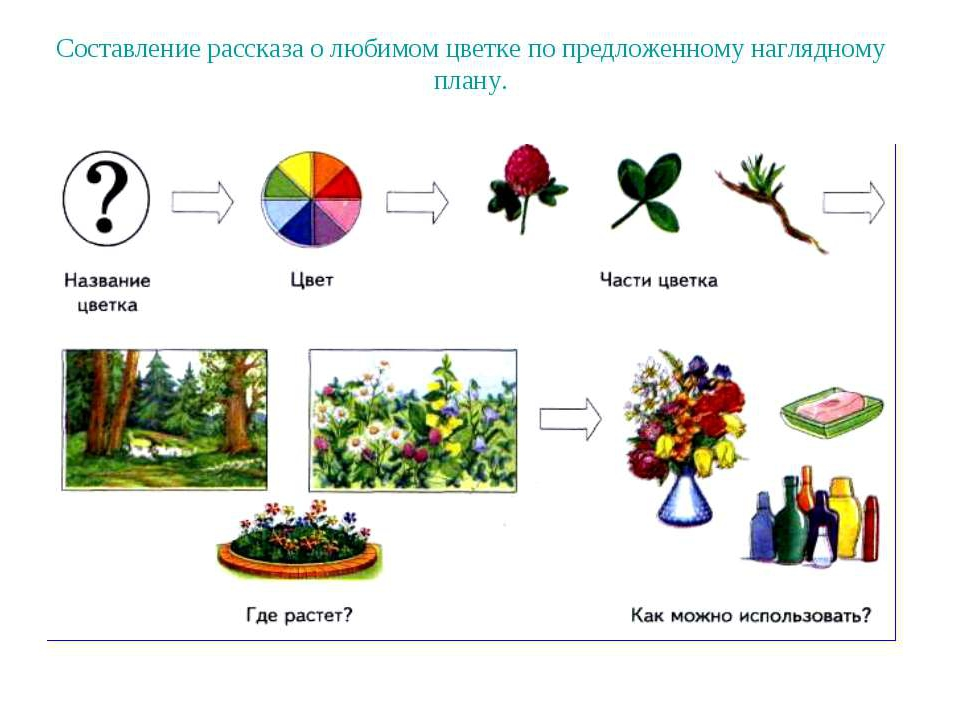 Составление рассказа о любимом цветке по предложенному наглядному
плану.
?
Название
цветка
Цвет
Части цветка
Где растет?
Как можно использовать?